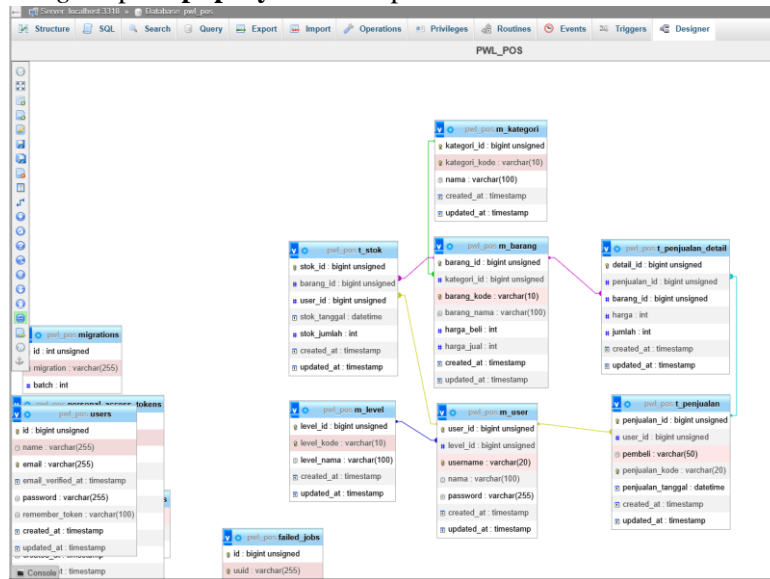 Server: localhost:3316 » Database: pwl_pos
Structure SQL Search Query Export Import Operations Privileges Routines Events Triggers Designer
PWL_POS
pwl_pos m_kategori
kategori_id : bigint unsigned
kategori_kode : varchar(10)
nama : varchar(100)
created_at : timestamp
updated_at : timestamp
pwl_pos t_stok
stok_id : bigint unsigned
barang_id : bigint unsigned
user_id : bigint unsigned
stok_tanggal : datetime
stok_jumlah : int
created_at : timestamp
updated_at : timestamp
pwl_pos m_barang
barang_id : bigint unsigned
kategori_id : bigint unsigned
barang_kode : varchar(10)
barang_nama : varchar(100)
harga_beli : int
harga_jual : int
created_at : timestamp
updated_at : timestamp
pwl_pos t_penjualan_detail
detail_id : bigint unsigned
penjualan_id : bigint unsigned
barang_id : bigint unsigned
harga : int
jumlah : int
created_at : timestamp
updated_at : timestamp
pwl_pos migrations
id : int unsigned
migration : varchar(255)
batch : int
pwl_pos personal_access_tokens
pwl_pos users
id : bigint unsigned
name : varchar(255)
email : varchar(255)
email_verified_at : timestamp
password : varchar(255)
remember_token : varchar(100)
created_at : timestamp
updated_at : timestamp
pwl_pos m_level
level_id : bigint unsigned
level_kode : varchar(10)
level_nama : varchar(100)
created_at : timestamp
updated_at : timestamp
pwl_pos m_user
user_id : bigint unsigned
level_id : bigint unsigned
username : varchar(20)
nama : varchar(100)
password : varchar(255)
created_at : timestamp
updated_at : timestamp
pwl_pos t_penjualan
penjualan_id : bigint unsigned
user_id : bigint unsigned
pembeli : varchar(50)
penjualan_kode : varchar(20)
penjualan_tanggal : datetime
created_at : timestamp
updated_at : timestamp
pwl_pos failed_jobs
id : bigint unsigned
uuid : varchar(255)
Console
: timestamp